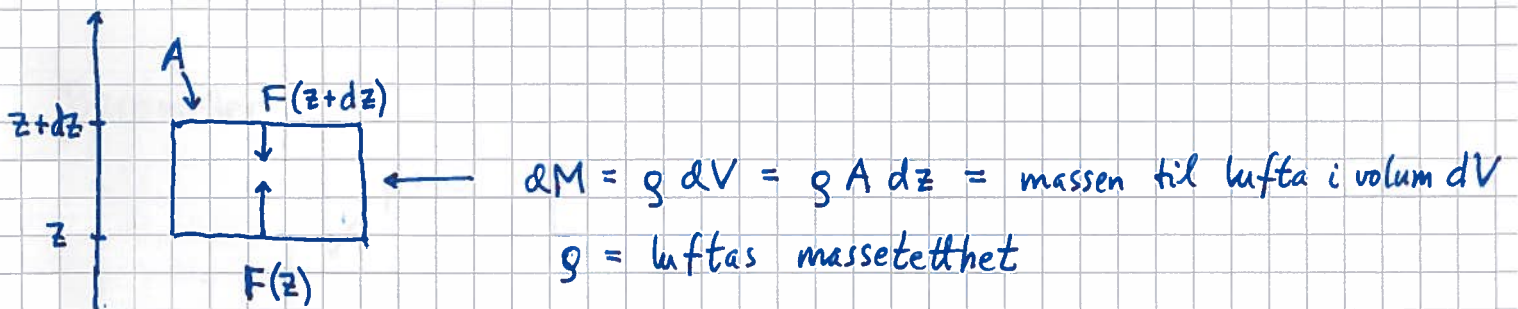 A
F(z+dz)
z+dz
dM = ρ dV = ρ A dz = massen til lufta i volum dV
z
ρ = luftas massetetthet
F(z)